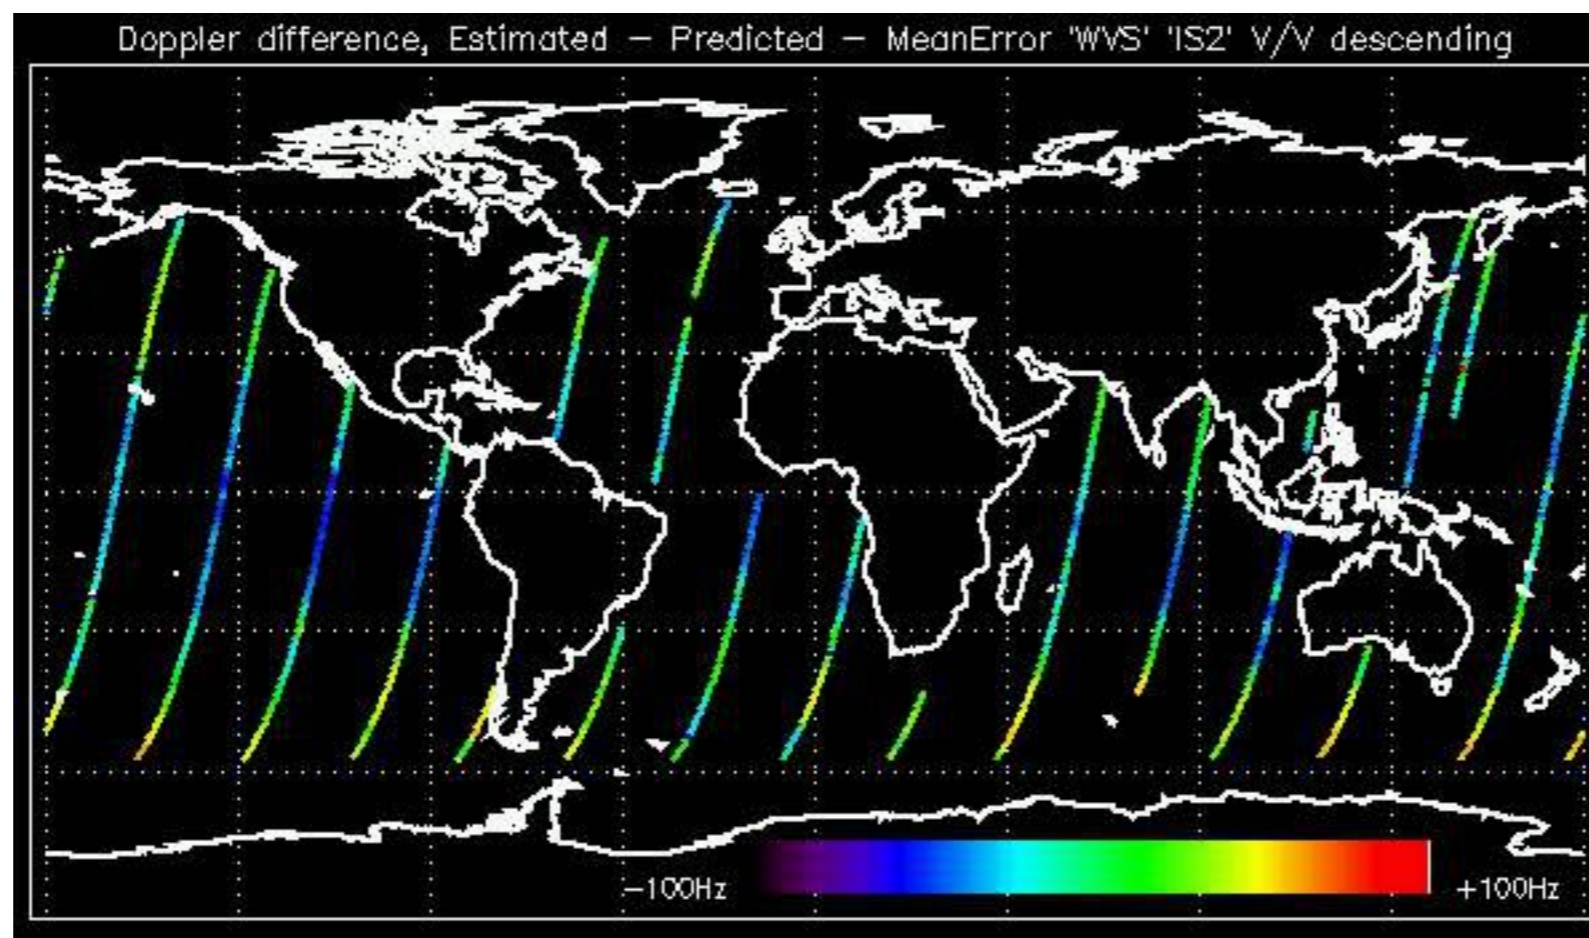 Doppler difference, Estimated – Predicted – MeanError 'WVS' 'IS2' V/V descending
–100Hz
+100Hz